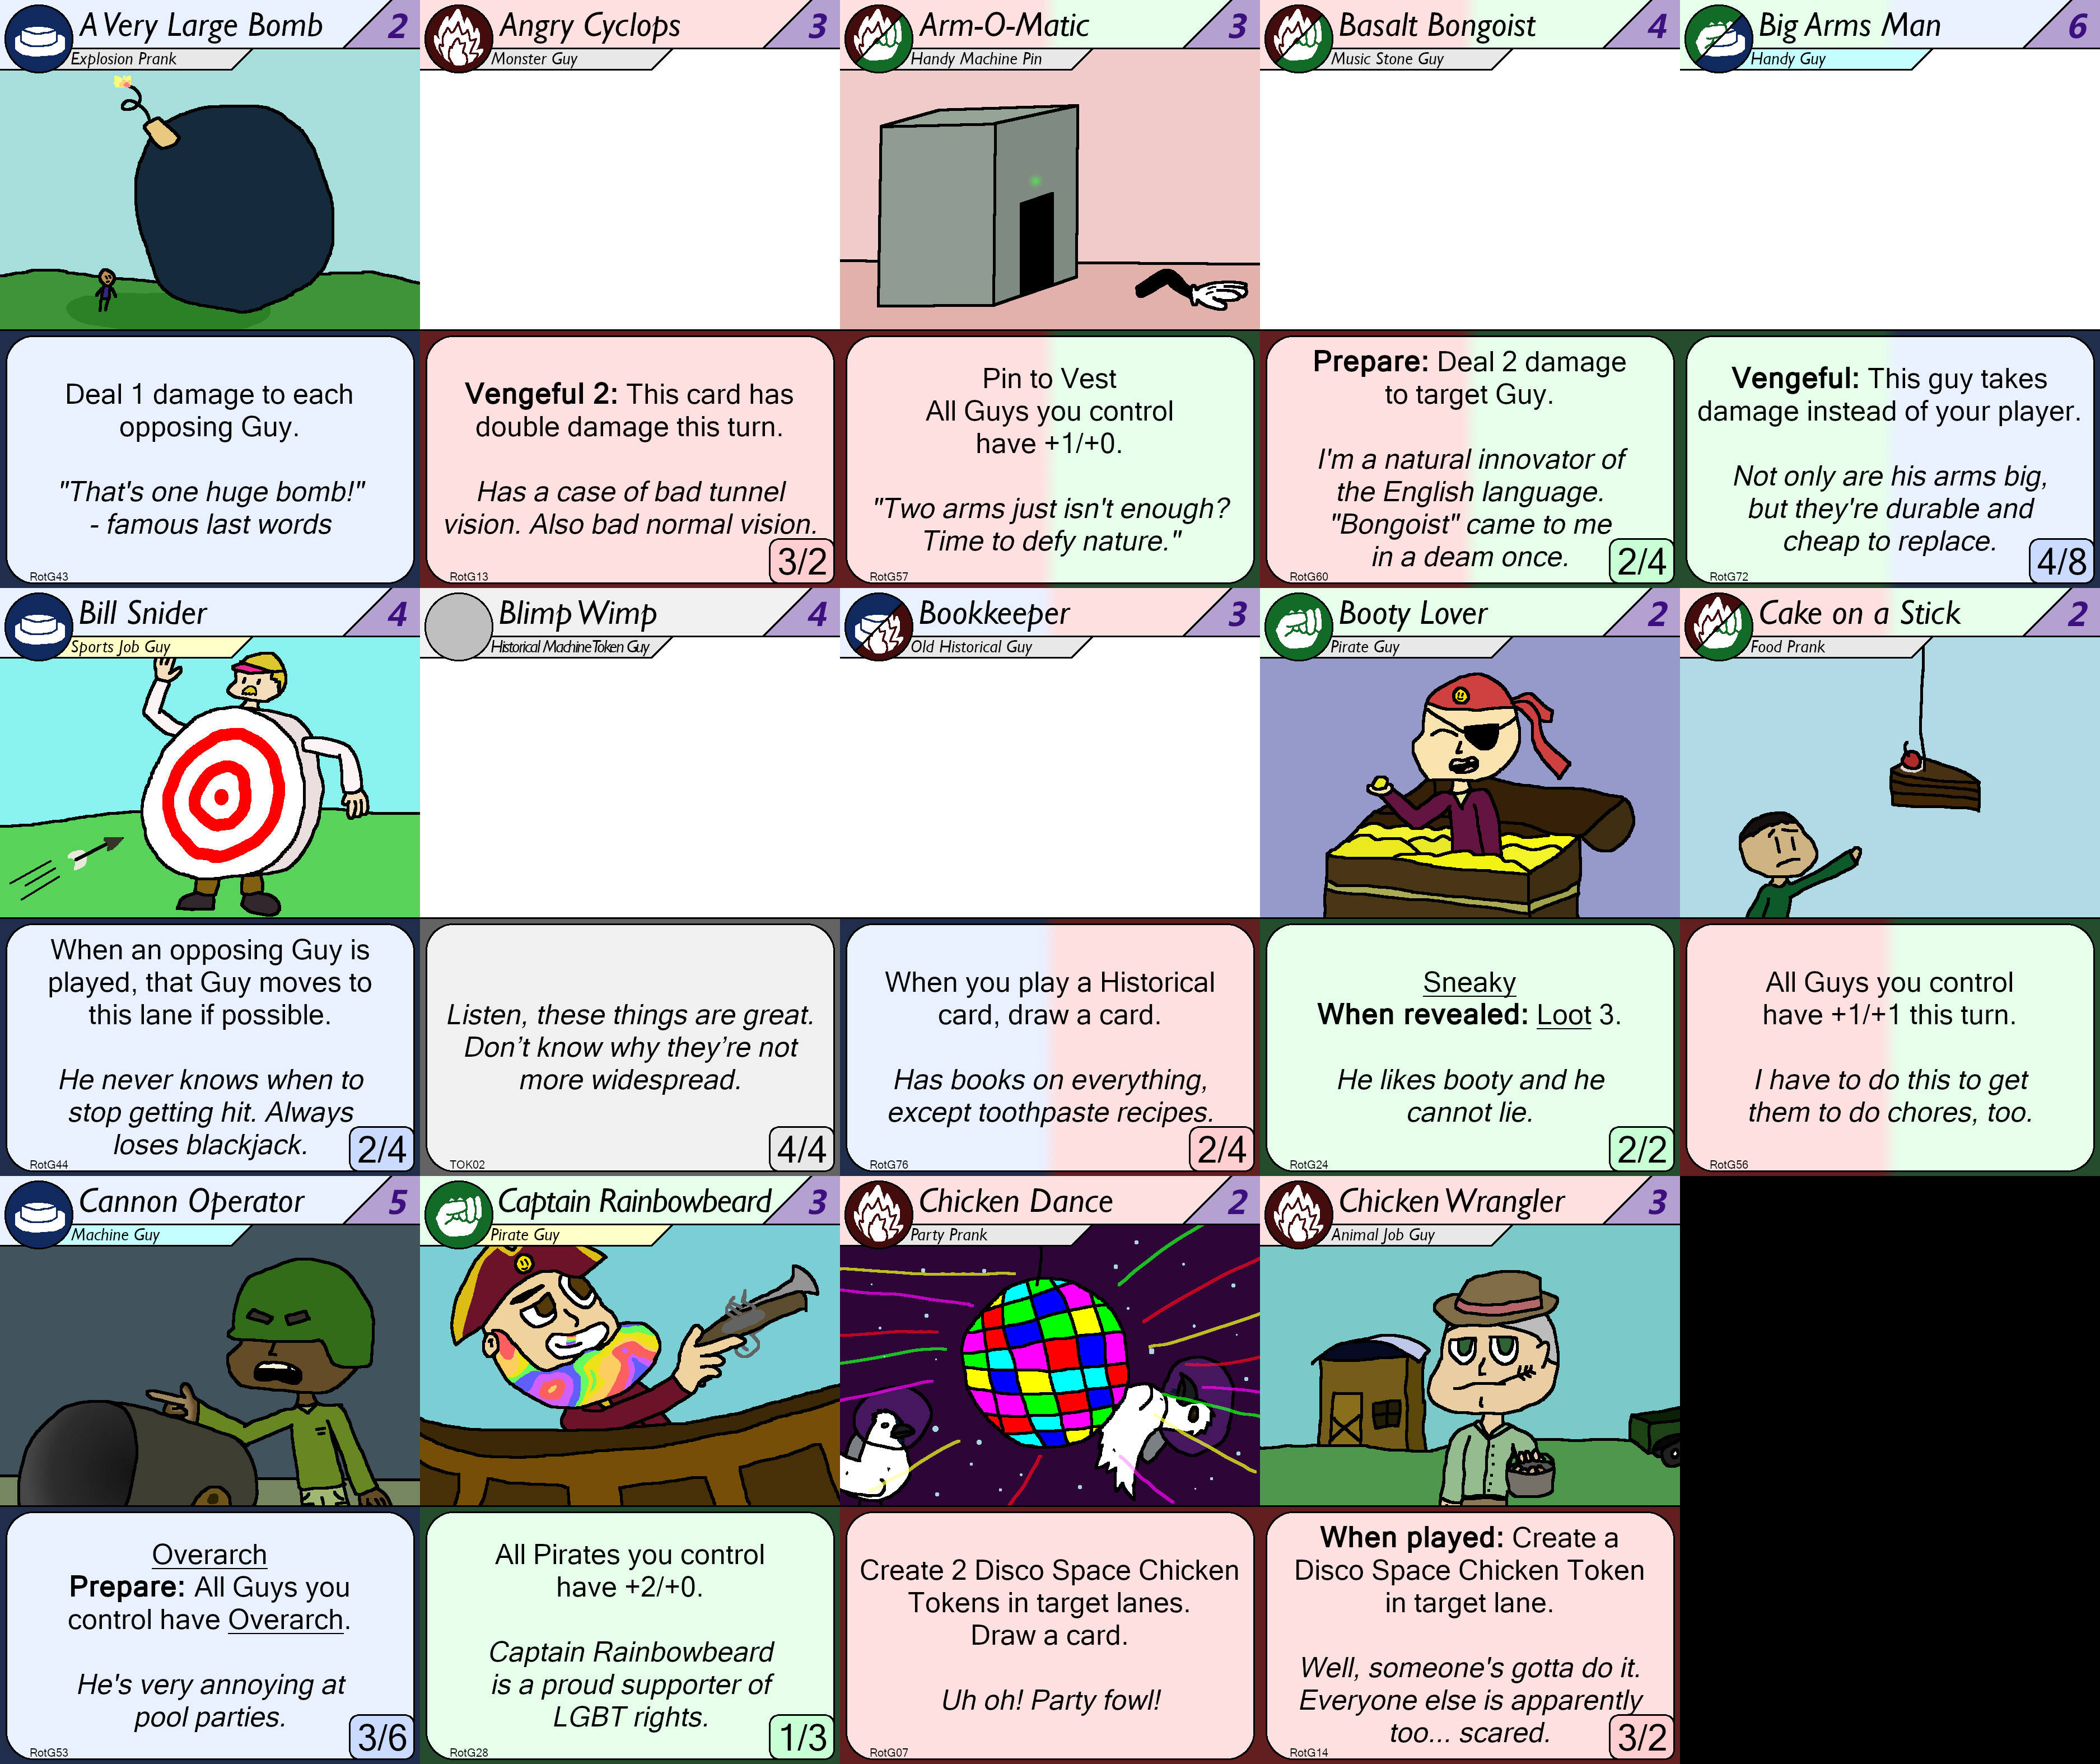 A Very Large Bomb
2
Explosion Prank
Deal 1 damage to each
opposing Guy.
"That's one huge bomb!"
- famous last words
RotG43
Angry Cyclops
3
Monster Guy
Vengeful 2: This card has
double damage this turn.
Has a case of bad tunnel
vision. Also bad normal vision.
3/2
RotG13
Arm-O-Matic
3
Handy Machine Pin
Pin to Vest
All Guys you control
have +1/+0.
"Two arms just isn't enough?
Time to defy nature."
RotG57
Basalt Bongoist
4
Music Stone Guy
Prepare: Deal 2 damage
to target Guy.
I'm a natural innovator of
the English language.
"Bongoist" came to me
in a deam once.
2/4
RotG60
Big Arms Man
6
Handy Guy
Vengeful: This guy takes
damage instead of your player.
Not only are his arms big,
but they're durable and
cheap to replace.
4/8
RotG72
Bill Snider
4
Sports Job Guy
When an opposing Guy is
played, that Guy moves to
this lane if possible.
He never knows when to
stop getting hit. Always
loses blackjack.
2/4
RotG44
Blimp Wimp
4
Historical Machine Token Guy
Listen, these things are great.
Don’t know why they’re not
more widespread.
4/4
TOK02
Bookkeeper
3
Old Historical Guy
When you play a Historical
card, draw a card.
Has books on everything,
except toothpaste recipes.
2/4
RotG76
Booty Lover
2
Pirate Guy
Sneaky
When revealed: Loot 3.
He likes booty and he
cannot lie.
2/2
RotG24
Cake on a Stick
2
Food Prank
All Guys you control
have +1/+1 this turn.
I have to do this to get
them to do chores, too.
RotG56
Cannon Operator
5
Machine Guy
Overarch
Prepare: All Guys you
control have Overarch.
He's very annoying at
pool parties.
3/6
RotG53
Captain Rainbowbeard
3
Pirate Guy
All Pirates you control
have +2/+0.
Captain Rainbowbeard
is a proud supporter of
LGBT rights.
1/3
RotG28
Chicken Dance
2
Party Prank
Create 2 Disco Space Chicken
Tokens in target lanes.
Draw a card.
Uh oh! Party fowl!
RotG07
Chicken Wrangler
3
Animal Job Guy
When played: Create a
Disco Space Chicken Token
in target lane.
Well, someone's gotta do it.
Everyone else is apparently
too... scared.
3/2
RotG14